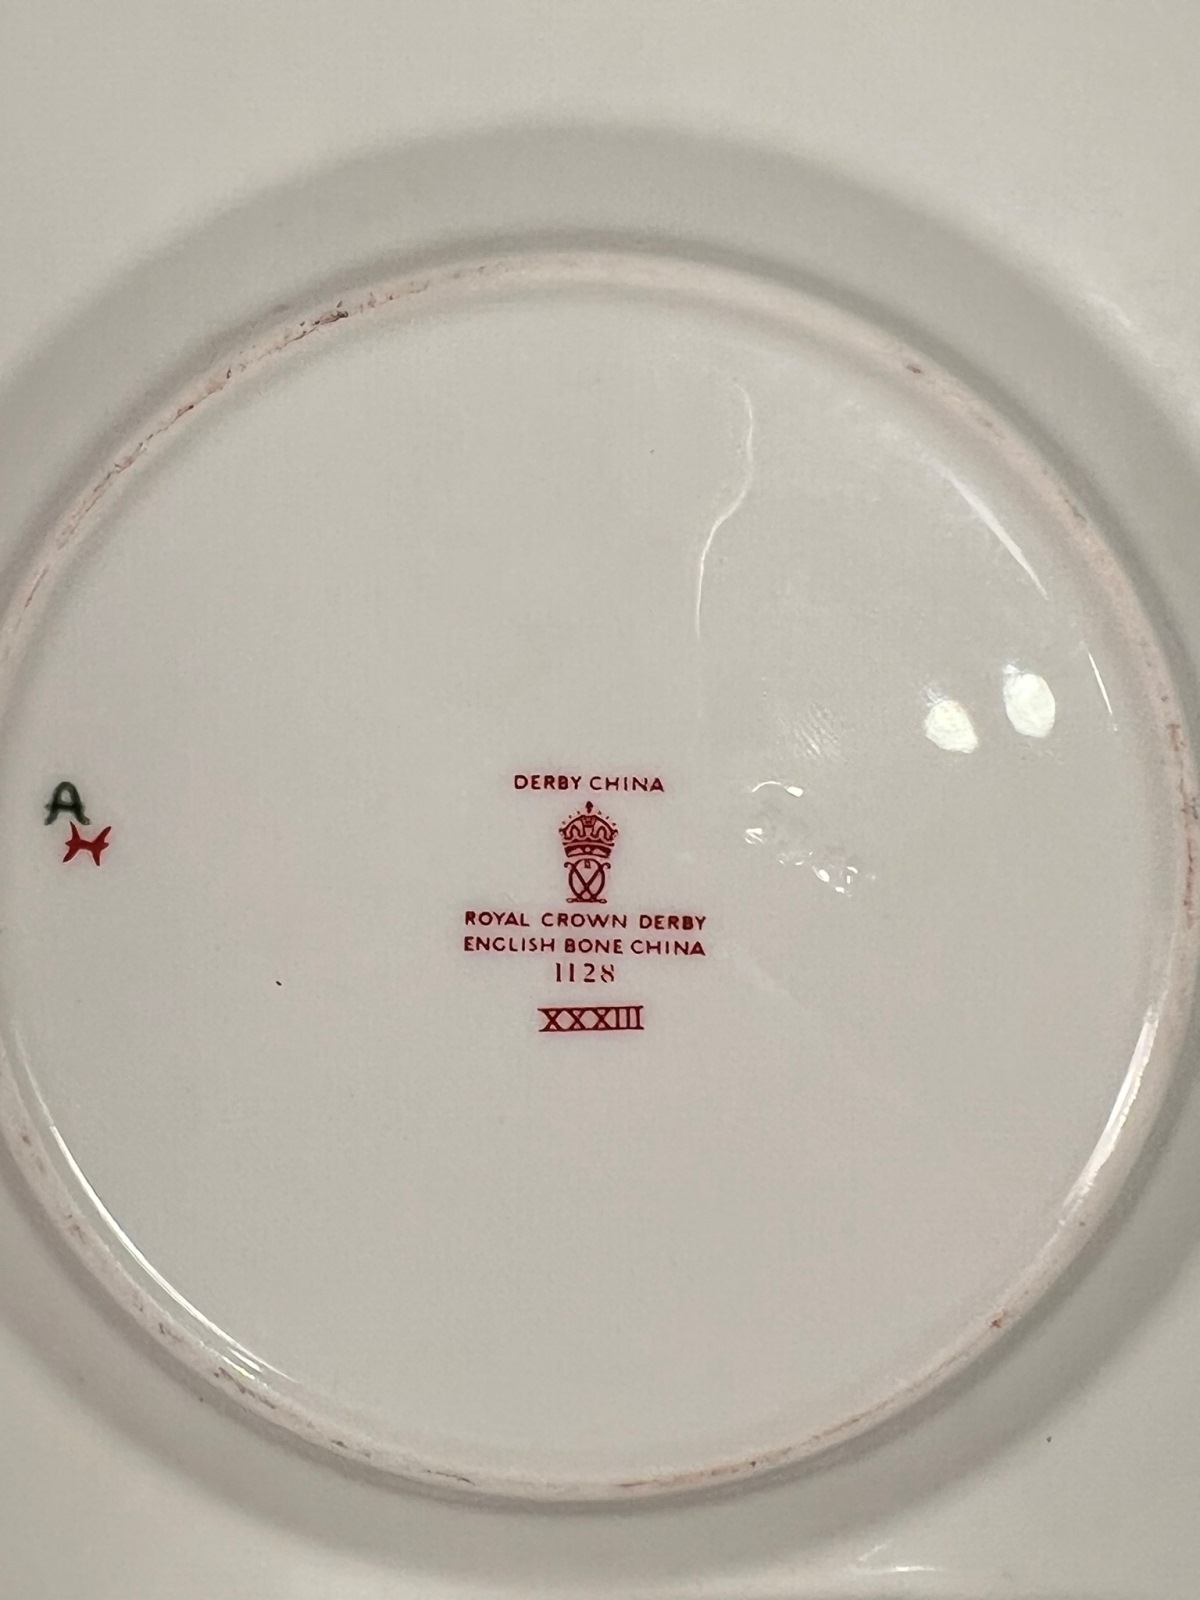 DERBY CHINA
ROYAL CROWN DERBY
ENGLISH BONE CHINA
1128
XXXIII
A